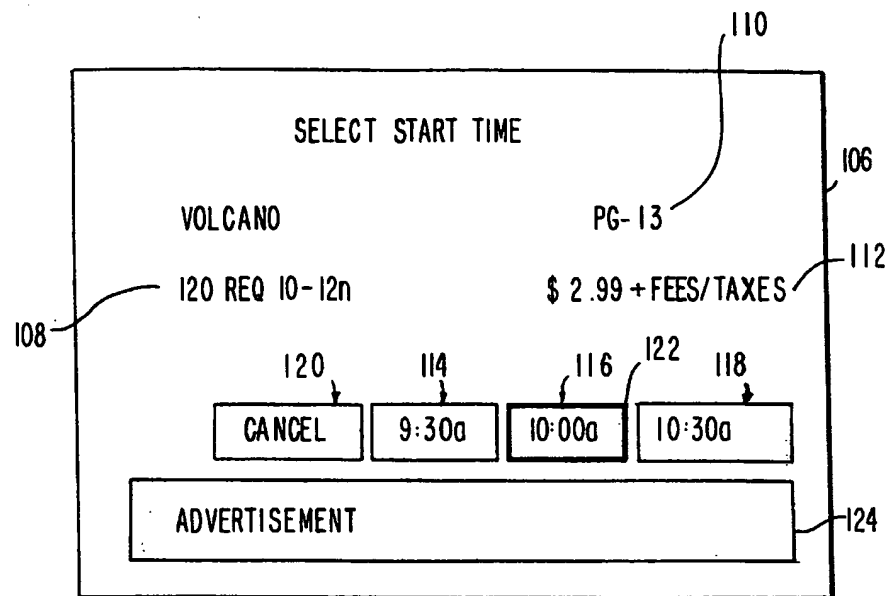 110
SELECT START TIME
106
VOLCANO PG-13
112
120 REQ 10-12n $ 2.99 + FEES/TAXES
108
120 114 116 122 118
CANCEL 9:30a 10:00a 10:30a
ADVERTISEMENT
124